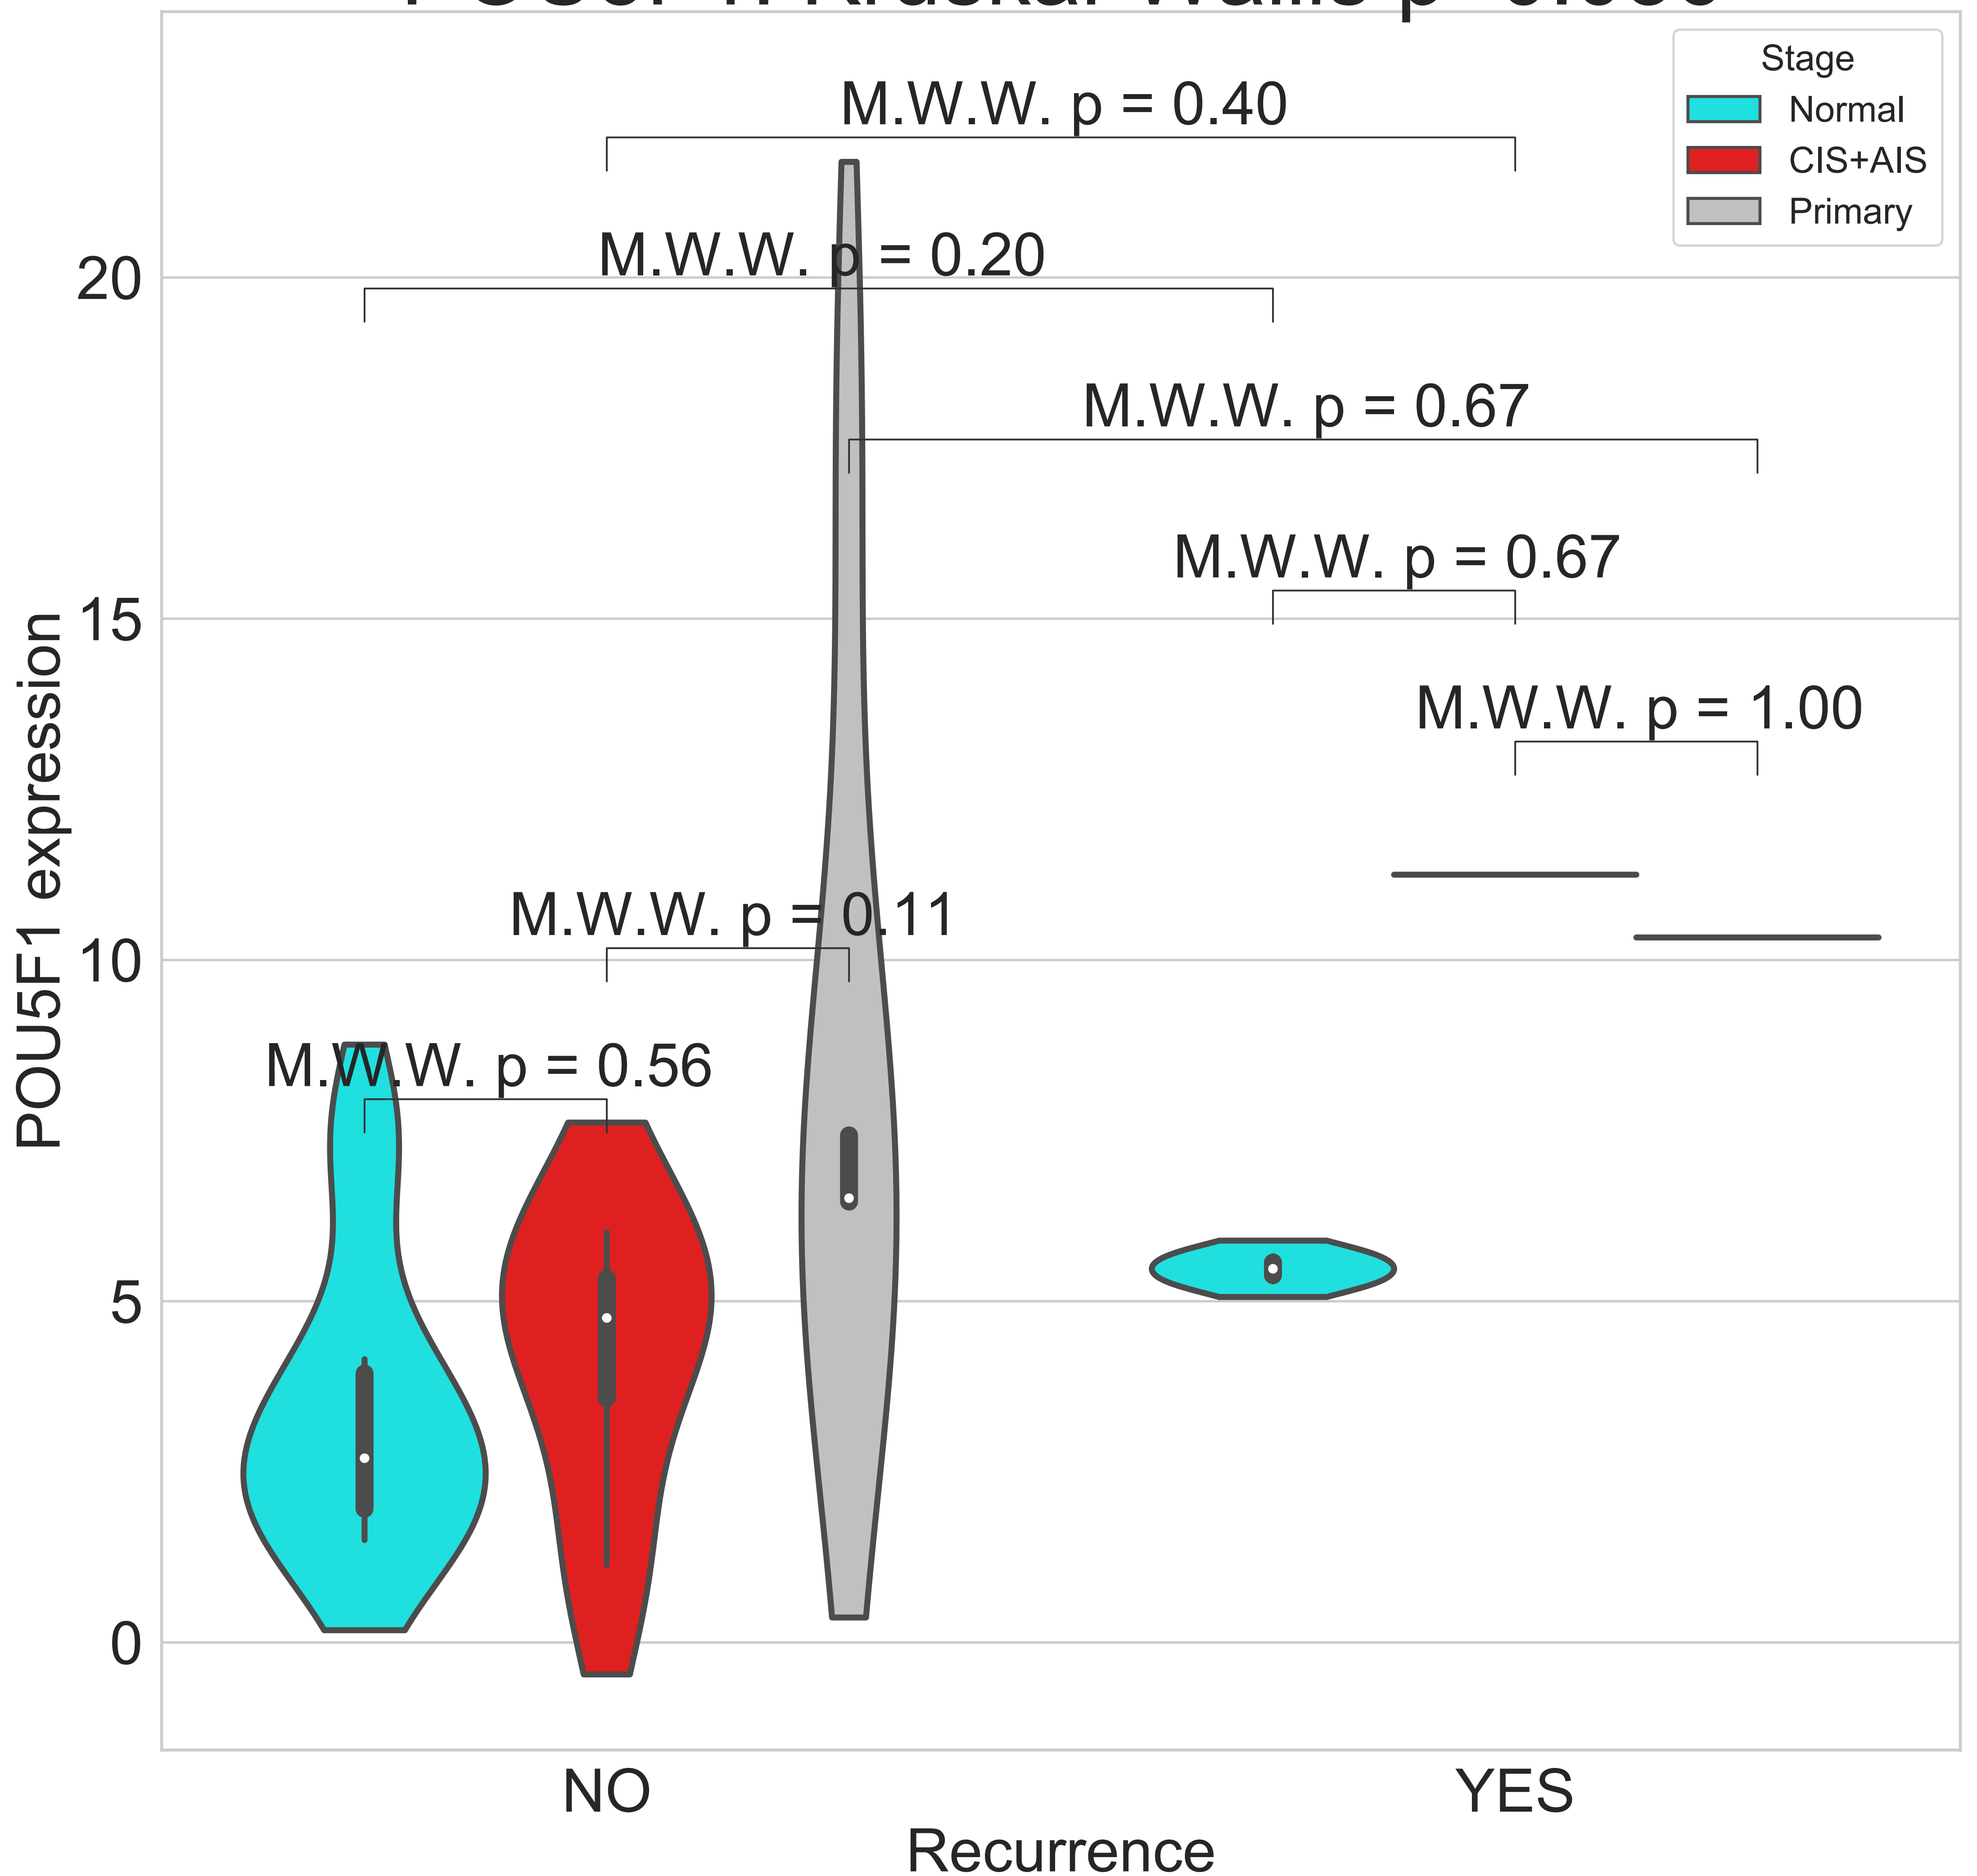 Stage
Normal
CIS+AIS
Primary
M.W.W. p = 0.40
M.W.W. p = 0.20
M.W.W. p = 0.67
M.W.W. p = 0.67
M.W.W. p = 1.00
M.W.W. p = 0.11
M.W.W. p = 0.56
20
15
10
5
0
POU5F1 expression
NO
YES
Recurrence